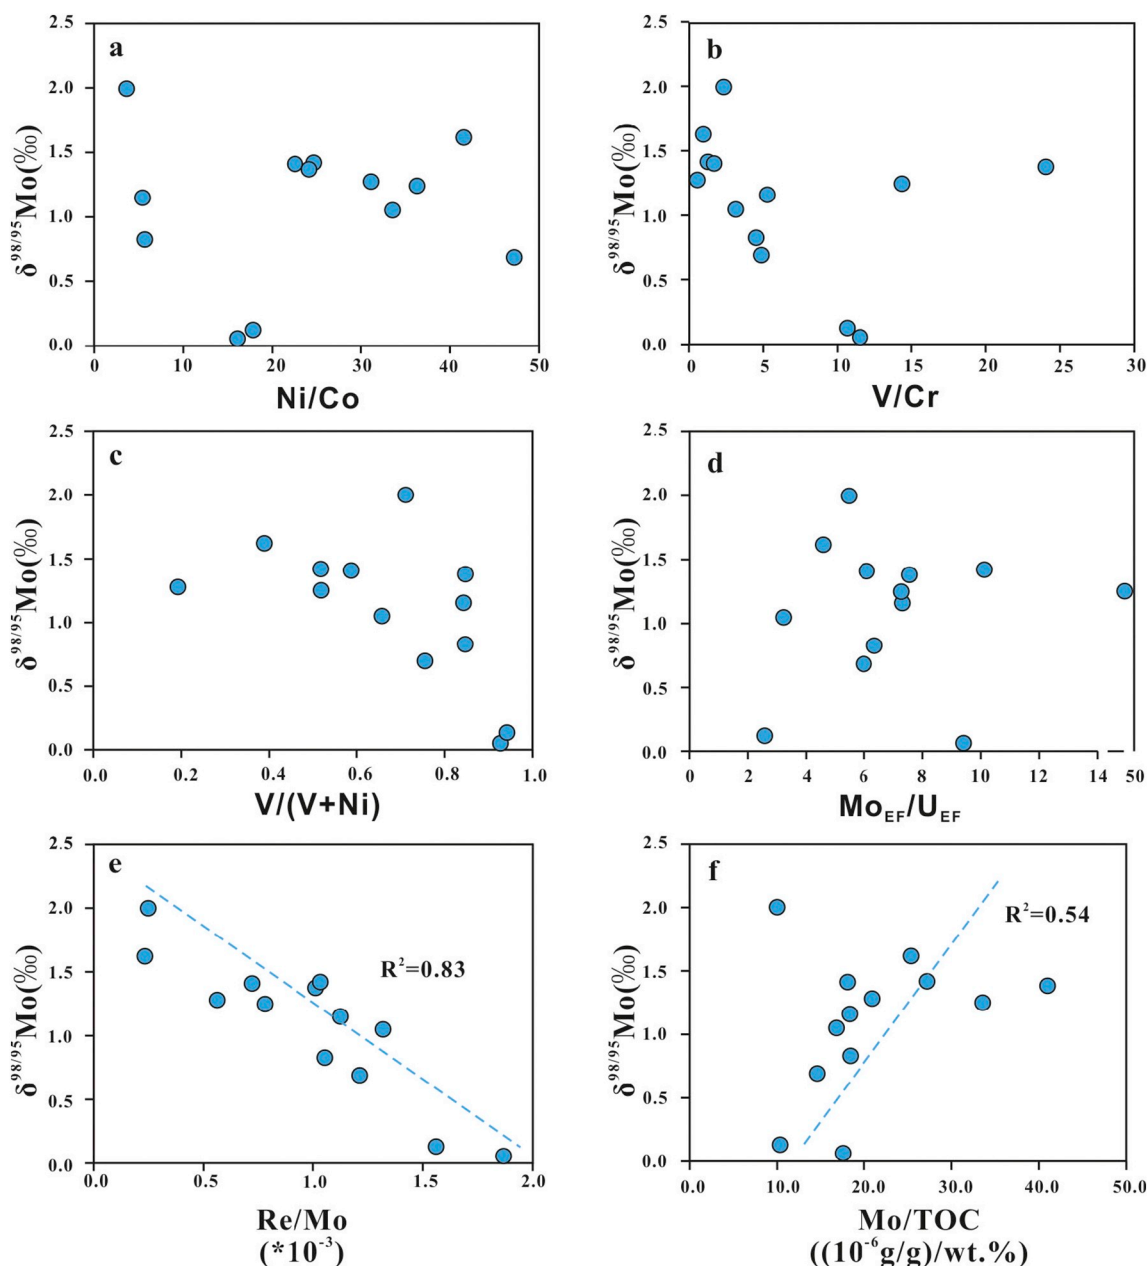 a
δ98/95Mo(‰)
2.5
2.0
1.5
1.0
0.5
0.0
0 10 20 30 40 50
Ni/Co
b
δ98/95Mo(‰)
2.5
2.0
1.5
1.0
0.5
0.0
0 5 10 15 20 25 30
V/Cr
c
δ98/95Mo(‰)
2.5
2.0
1.5
1.0
0.5
0.0
0.0 0.2 0.4 0.6 0.8 1.0
V/(V+Ni)
d
δ98/95Mo(‰)
2.5
2.0
1.5
1.0
0.5
0.0
0 2 4 6 8 10 12 14 50
MoEF/UEF
e
δ98/95Mo(‰)
2.5
2.0
1.5
1.0
0.5
0.0
R2=0.83
0.0 0.5 1.0 1.5 2.0
Re/Mo
(*10-3)
f
δ98/95Mo(‰)
2.5
2.0
1.5
1.0
0.5
0.0
R2=0.54
0.0 10.0 20.0 30.0 40.0 50.0
Mo/TOC
((10-6g/g)/wt.%)